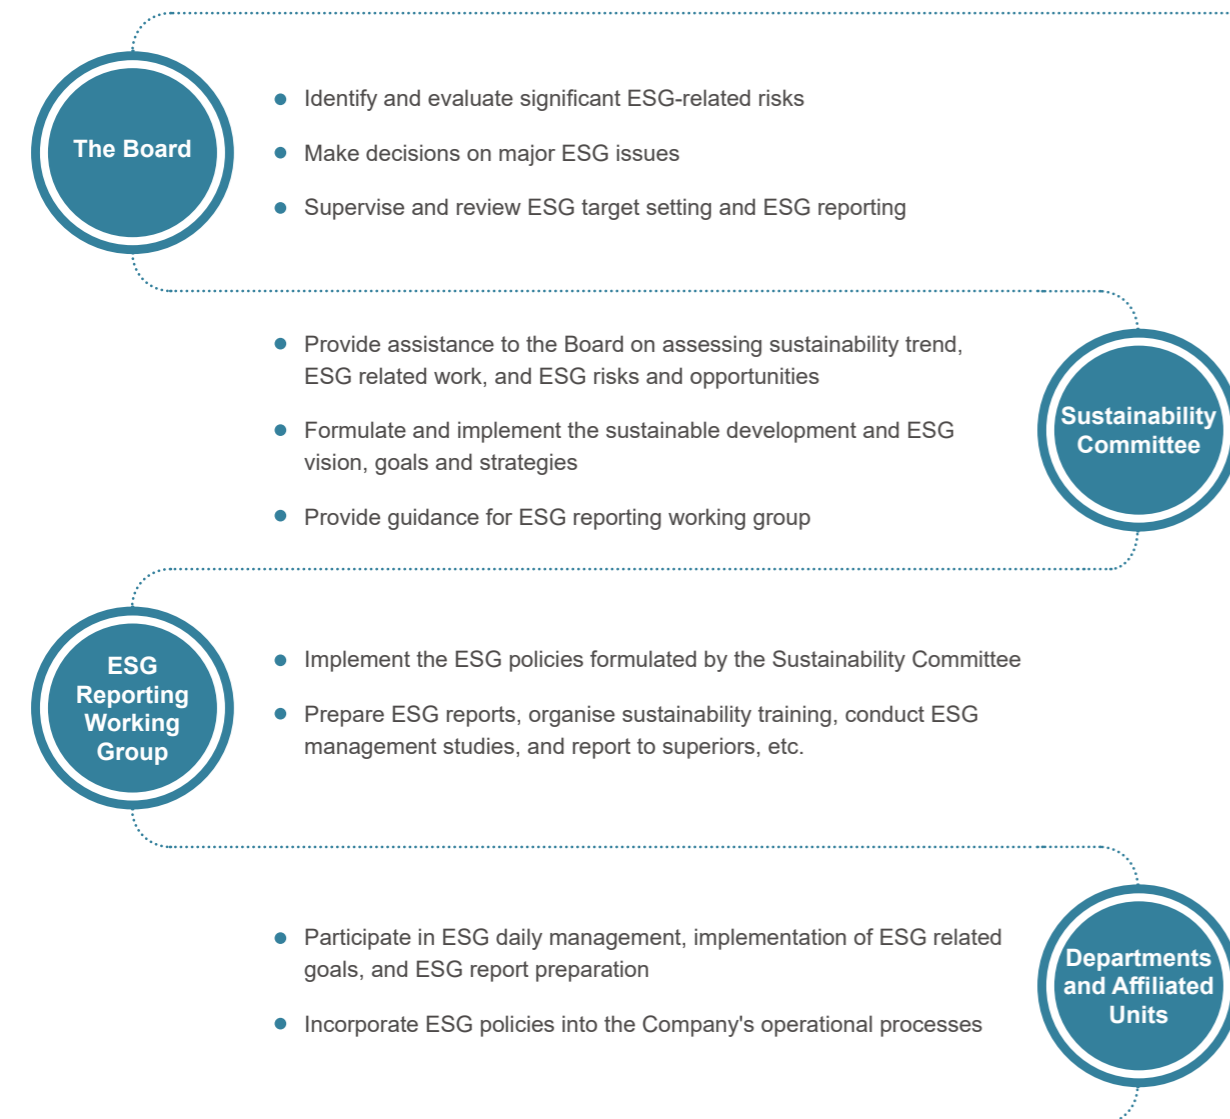 The Board
Identify and evaluate significant ESG-related risks
Make decisions on major ESG issues
Supervise and review ESG target setting and ESG reporting
Provide assistance to the Board on assessing sustainability trend,
ESG related work, and ESG risks and opportunities
Formulate and implement the sustainable development and ESG
vision, goals and strategies
Provide guidance for ESG reporting working group
Sustainability
Committee
ESG
Reporting
Working
Group
Implement the ESG policies formulated by the Sustainability Committee
Prepare ESG reports, organise sustainability training, conduct ESG
management studies, and report to superiors, etc.
Participate in ESG daily management, implementation of ESG related
goals, and ESG report preparation
Incorporate ESG policies into the Company's operational processes
Departments
and Affiliated
Units